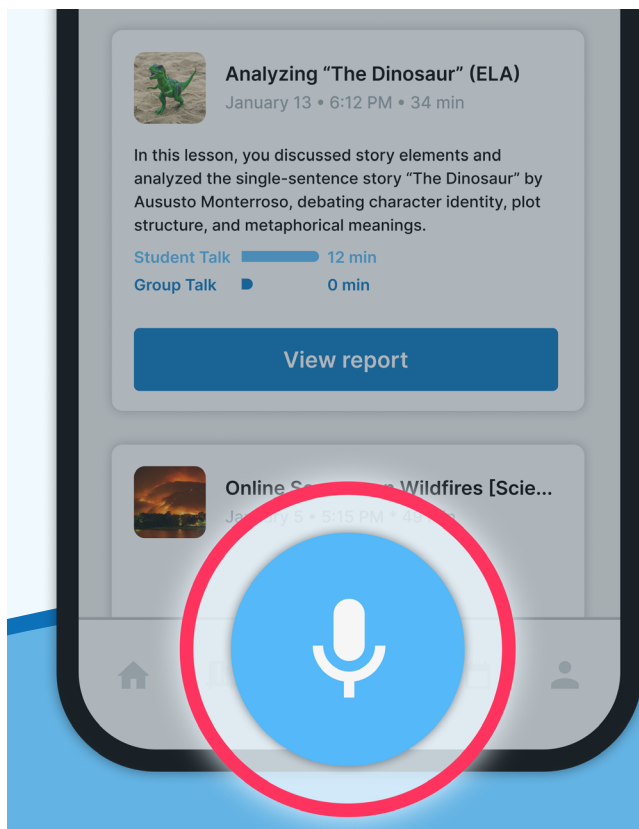 Analyzing “The Dinosaur” (ELA)
January 13 • 6:12 PM • 34 min
In this lesson, you discussed story elements and
analyzed the single-sentence story “The Dinosaur” by
Aususto Monterroso, debating character identity, plot
structure, and metaphorical meanings.
Student Talk 12 min
Group Talk 0 min
View report
Online Wildfires [Scie...
January 5 • 5:15 PM • min